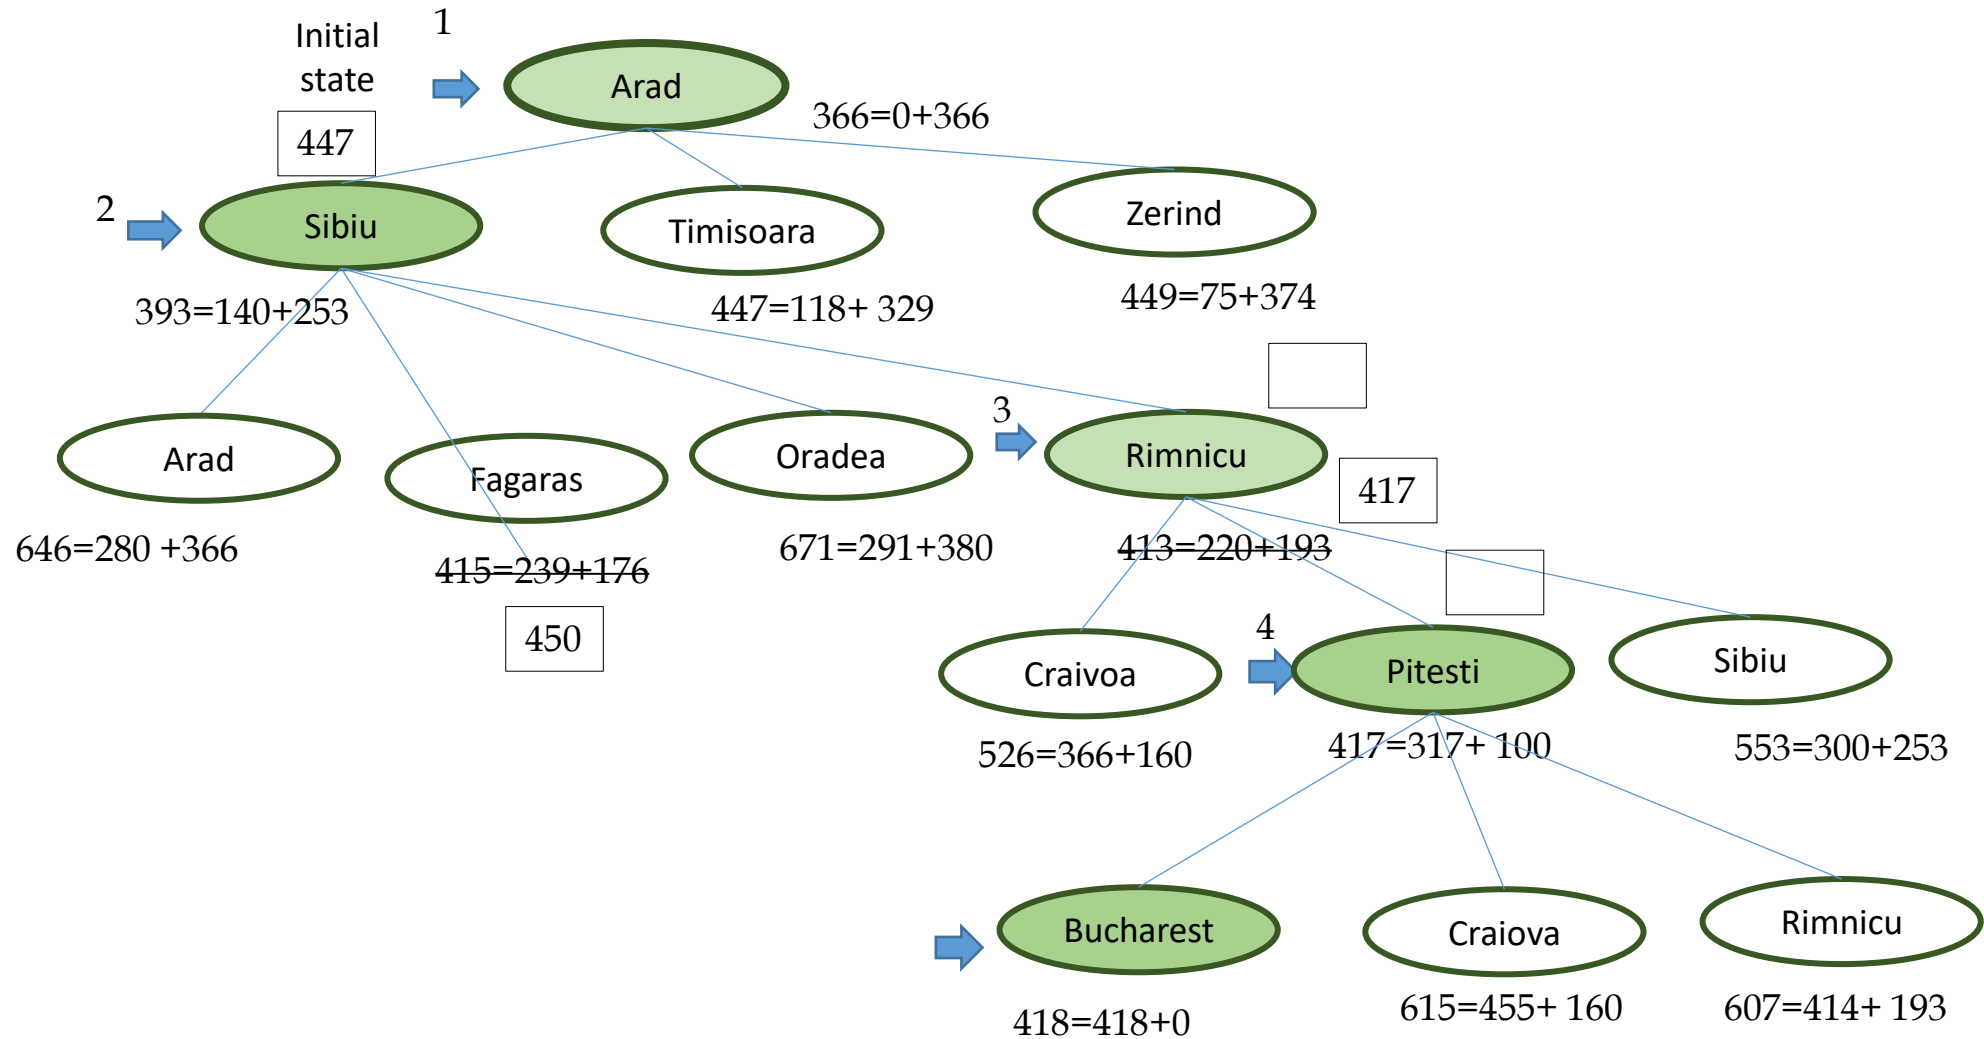 Initial
state
1
Arad
366=0+366
447
2
Sibiu
393=140+253
Timisoara
447=118+ 329
Zerind
449=75+374
Arad
646=280 +366
Fagaras
415=239+176
450
Oradea
671=291+380
3
Rimnicu
413=220+193
417
Craivoa
526=366+160
4
Pitesti
417=317+ 100
Sibiu
553=300+253
Bucharest
418=418+0
Craiova
615=455+ 160
Rimnicu
607=414+ 193